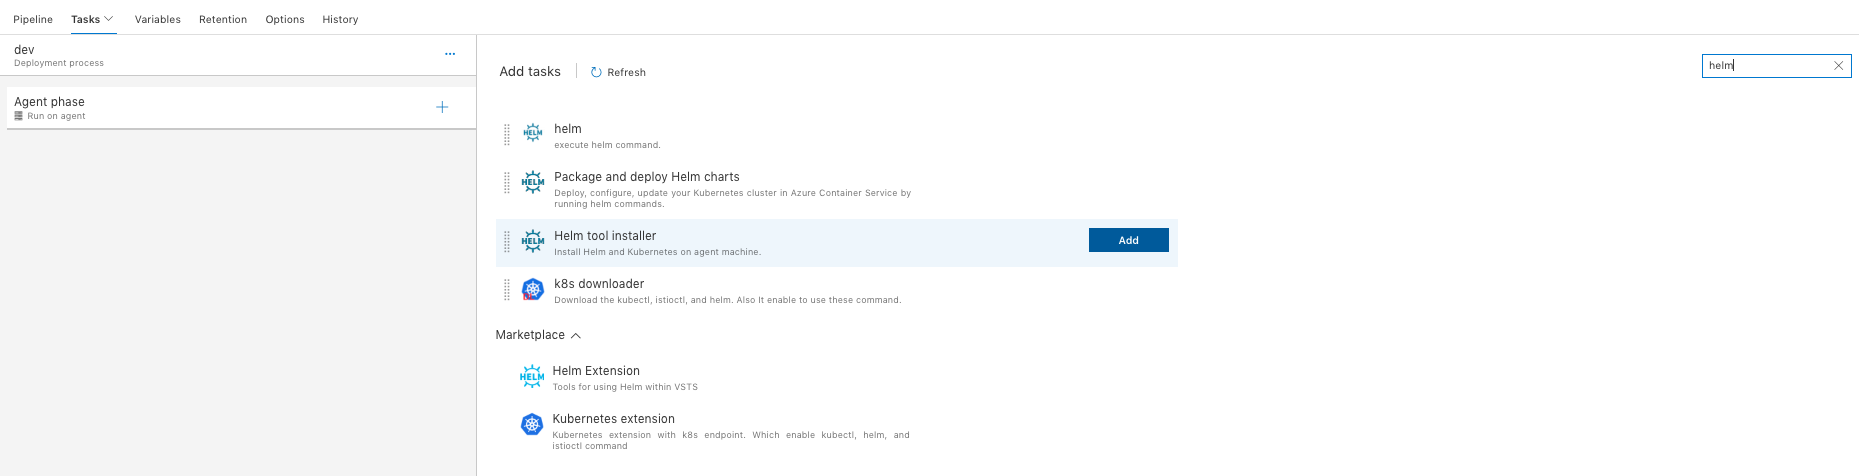 Pipeline Tasks Variables Retention Options History
dev
Deployment process
Agent phase
Run on agent
Add tasks Refresh
helm
HELM
helm
execute helm command.
HELM
Package and deploy Helm charts
Deploy, configure, update your Kubernetes cluster in Azure Container Service by
running helm commands.
HELM
Helm tool installer
Install Helm and Kubernetes on agent machine.
Add
k8s downloader
Download the kubectl, istioctl, and helm. Also It enable to use these command.
Marketplace
HELM
Helm Extension
Tools for using Helm within VSTS
Kubernetes extension
Kubernetes extension with k8s endpoint. Which enable kubectl, helm, and
istioctl command